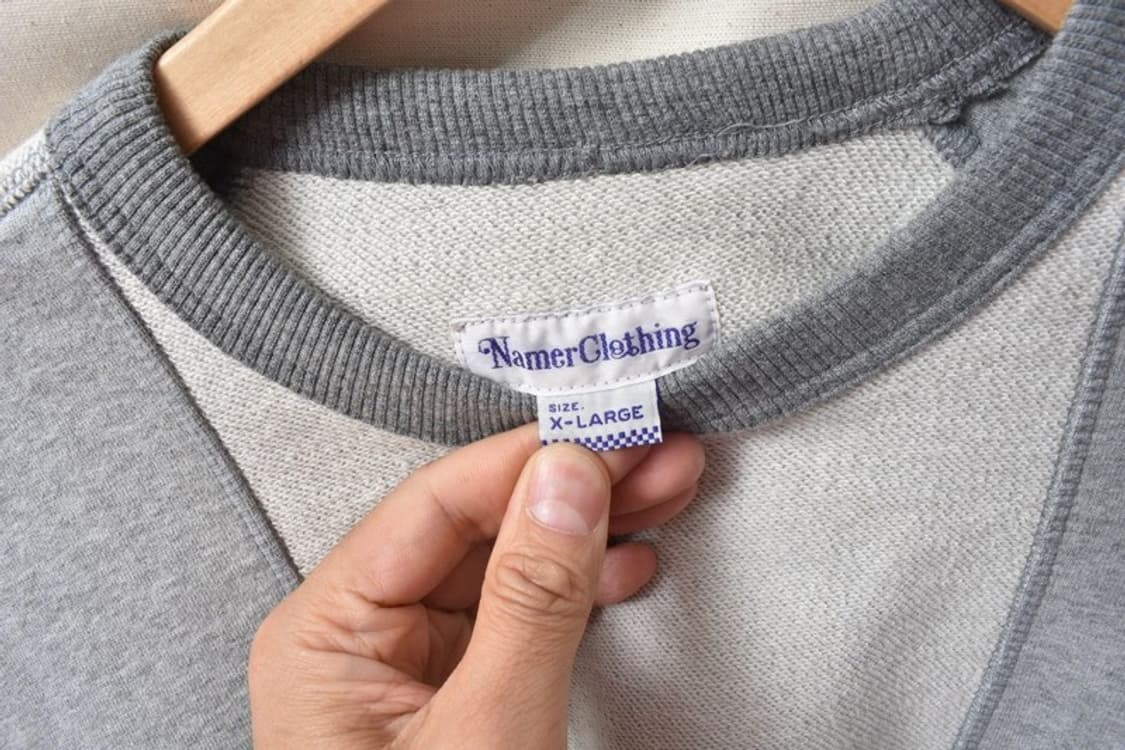 NamerClothing
SIZE.
X-LARGE